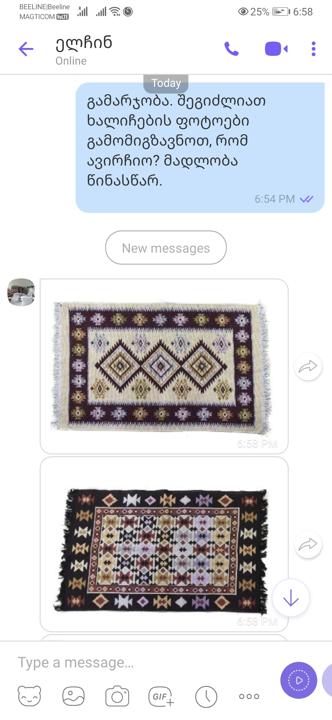 BEELINE|Beeline
MAGTICOM VoLTE
25% 6:58
ელჩინ
Online
Today
გამარჯობა. შეგიძლიათ
ხალიჩების ფოტოები
გამომიგზავნოთ, რომ
ავირჩიო? მადლობა
წინასწარ.
6:54 PM
New messages
6:58 PM
6:58 PM
Type a message...
GIF